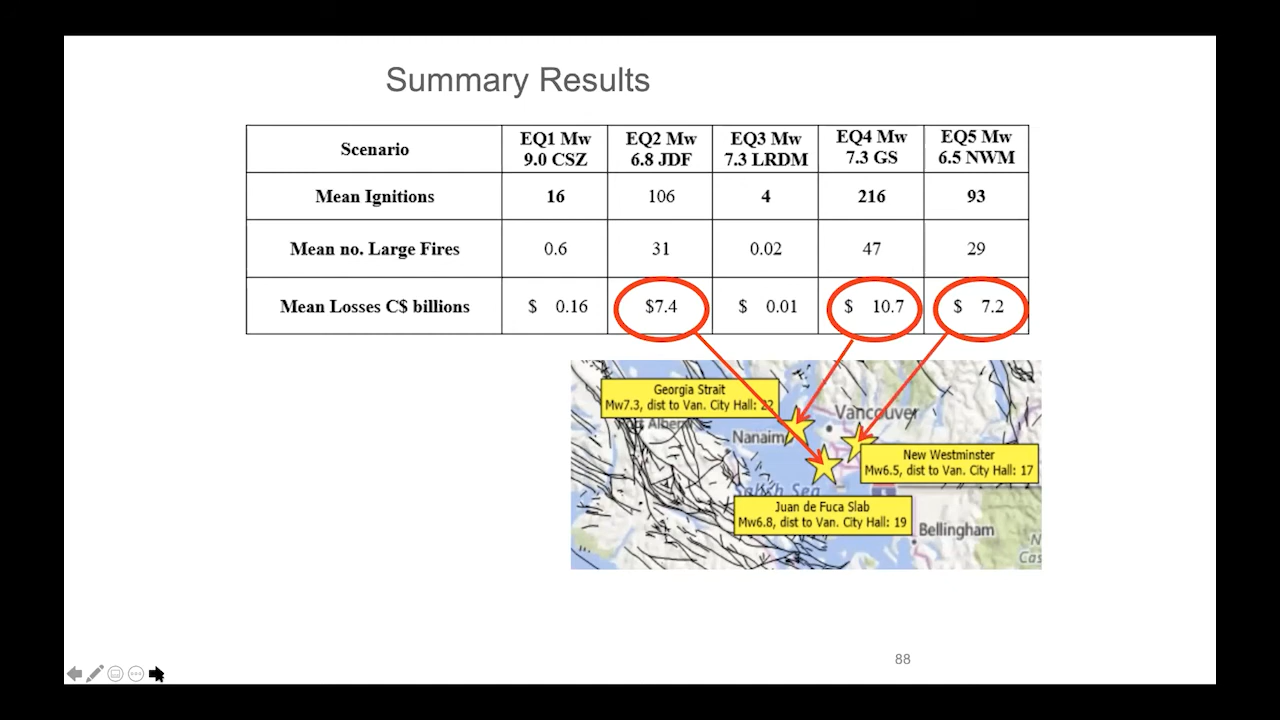 Summary Results
Scenario
EQ1 Mw
9.0 CSZ
EQ2 Mw
6.8 JDF
EQ3 Mw
7.3 LRDM
EQ4 Mw
7.3 GS
EQ5 Mw
6.5 NWM
Mean Ignitions 16 106 4 216 93
Mean no. Large Fires 0.6 31 0.02 47 29
Mean Losses C$ billions $ 0.16 $7.4 $ 0.01 $ 10.7 $ 7.2
Georgia Strait
Mw7.3, dist to Van. City Hall: 22
Vancouver
Nanaim
New Westminster
Mw6.5, dist to Van. City Hall: 17
Sea
Juan de Fuca Slab
Mw6.8, dist to Van. City Hall: 19
Bellingham
88